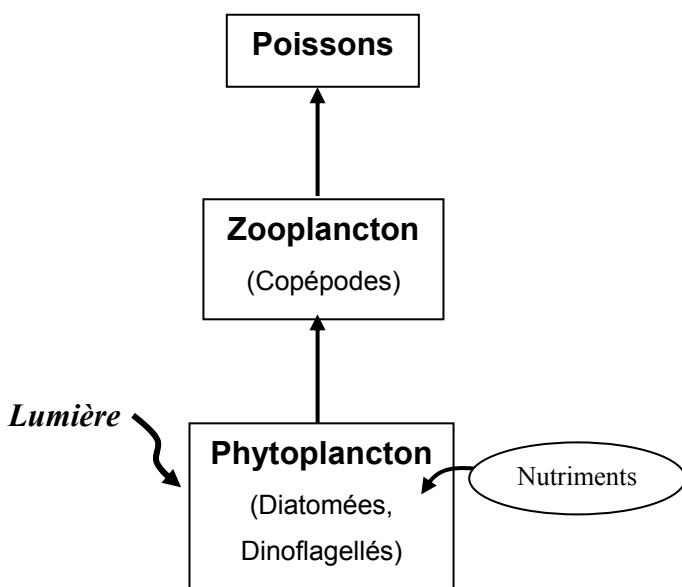 Poissons
Zooplancton
(Copépodes)
Lumière
Phytoplancton
(Diatomées,
Dinoflagellés)
Nutriments